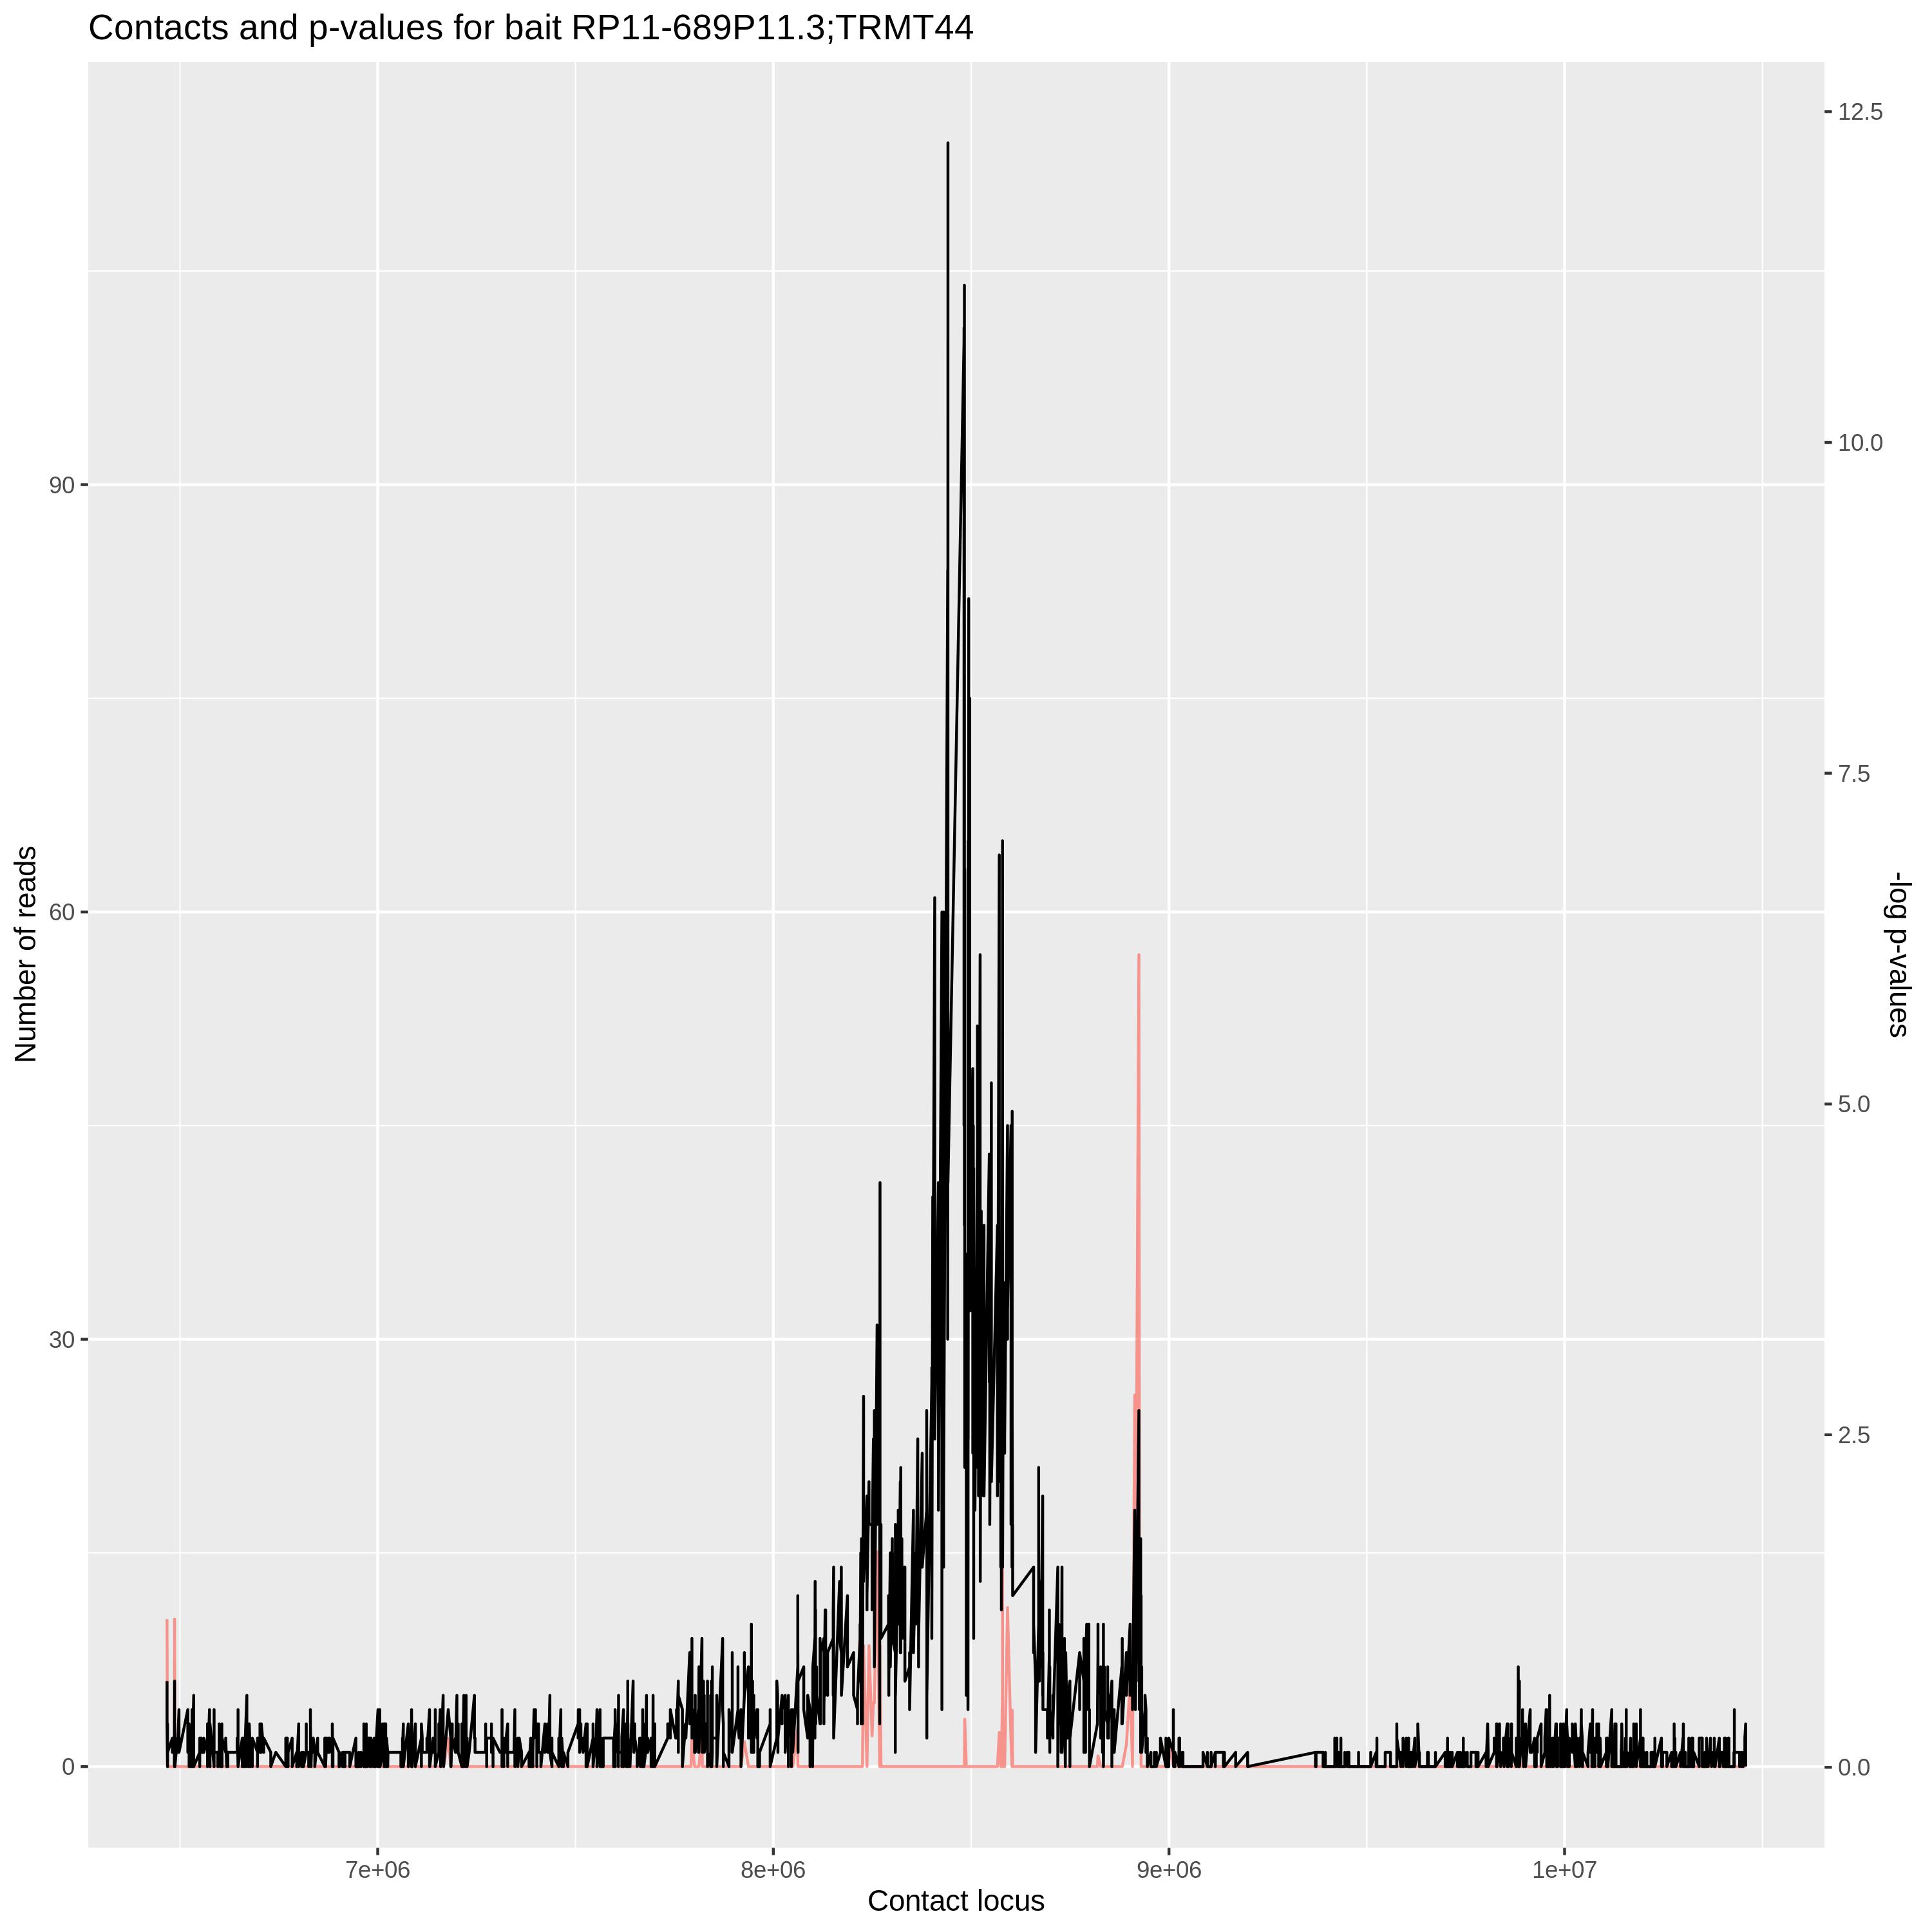 Contacts and p-values for bait RP11-689P11.3;TRMT44
12.5
10.0
90
7.5
Number of reads
-log p-values
60
5.0
30
2.5
0
0.0
7e+06
8e+06
9e+06
1e+07
Contact locus